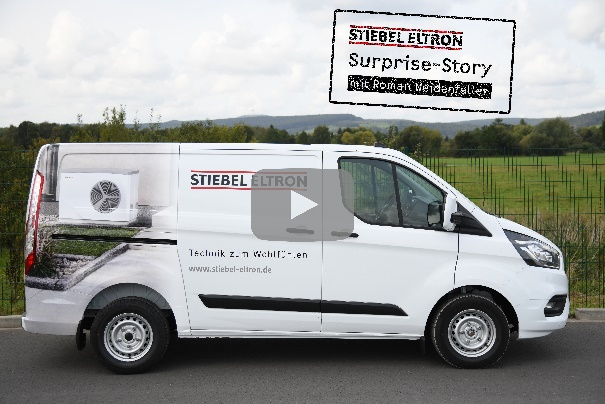 STIEBEL ELTRON
Surprise-Story
mit Roman Weidenfeller
STIEBEL ELTRON
Technik zum Wohlfühlen
www.stiebel-eltron.de